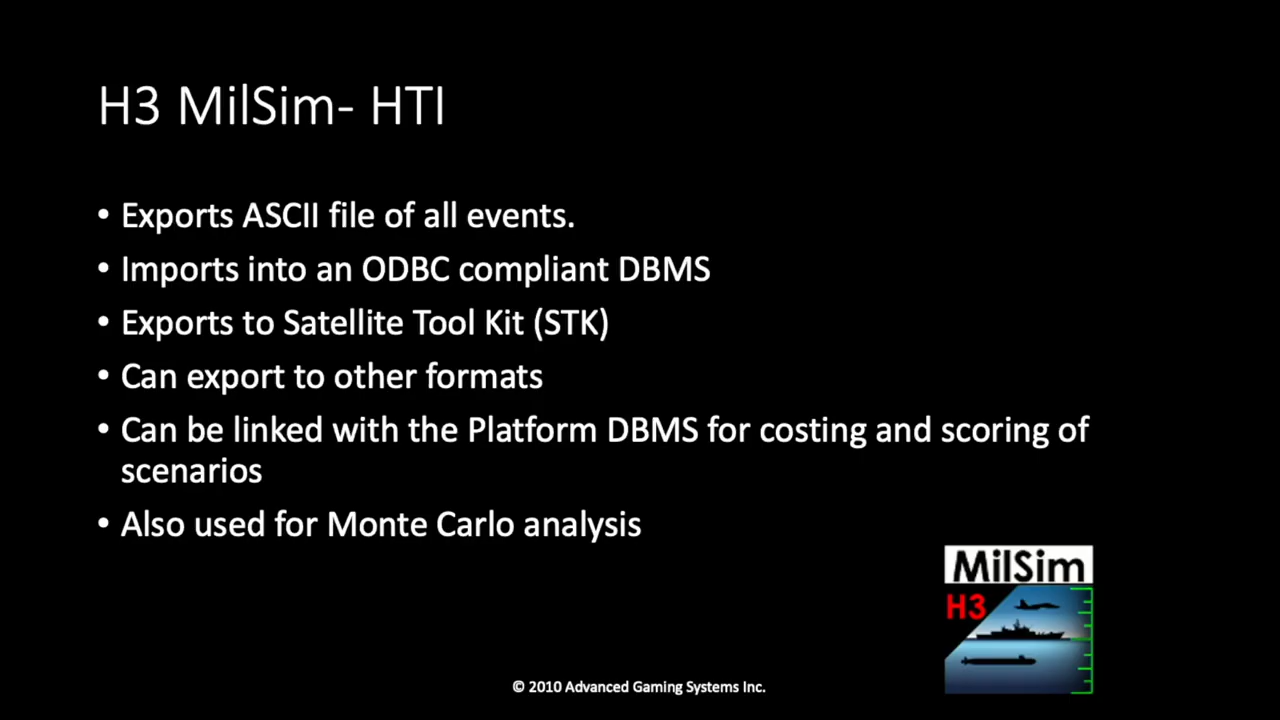 H3 MilSim- HTI
• Exports ASCII file of all events.
• Imports into an ODBC compliant DBMS
• Exports to Satellite Tool Kit (STK)
• Can export to other formats
• Can be linked with the Platform DBMS for costing and scoring of
scenarios
• Also used for Monte Carlo analysis
MilSim
H3
© 2010 Advanced Gaming Systems Inc.